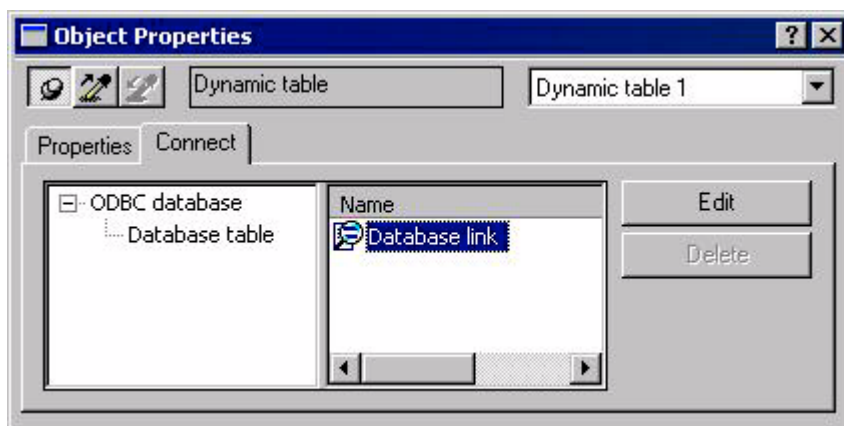 Object Properties
Dynamic table
Dynamic table 1
Properties
Connect
ODBC database
Database table
Name
Database link
Edit
Delete